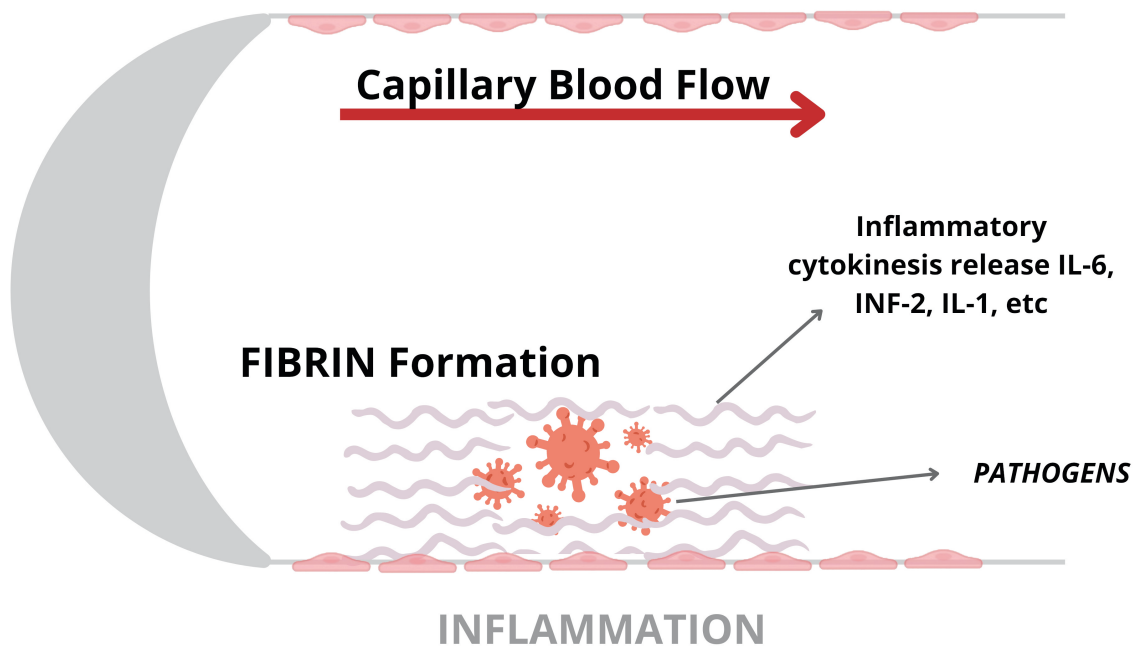 Capillary Blood Flow
Inflammatory
cytokinesis release IL-6,
INF-2, IL-1, etc
FIBRIN Formation
PATHOGENS
INFLAMMATION